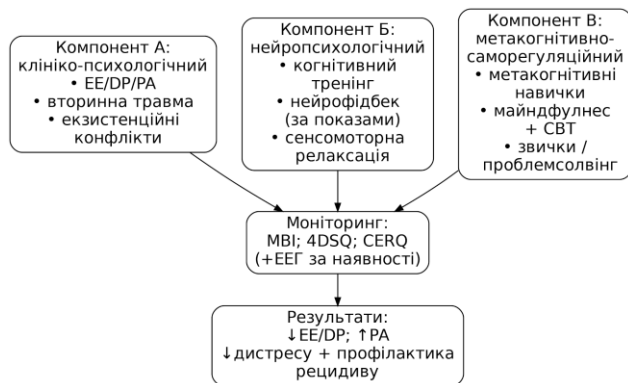 Компонент А:
клініко-психологічний
• EE/DP/PA
• вторинна травма
• екзистенційні
конфлікти
Компонент Б:
нейропсихологічний
• когнітивний
тренінг
• нейрофідбек
(за показами)
• сенсомоторна
релаксація
Компонент В:
метакогнітивно-
саморегуляційний
• метакогнітивні
навички
• майндфулнес
+ СВТ
• звички /
проблемсолвінг
Моніторинг:
MBI; 4DSQ; CERQ
(+ЕЕГ за наявності)
Результати:
↓EE/DP; ↑PA
↓дистресу + профілактика
рецидиву